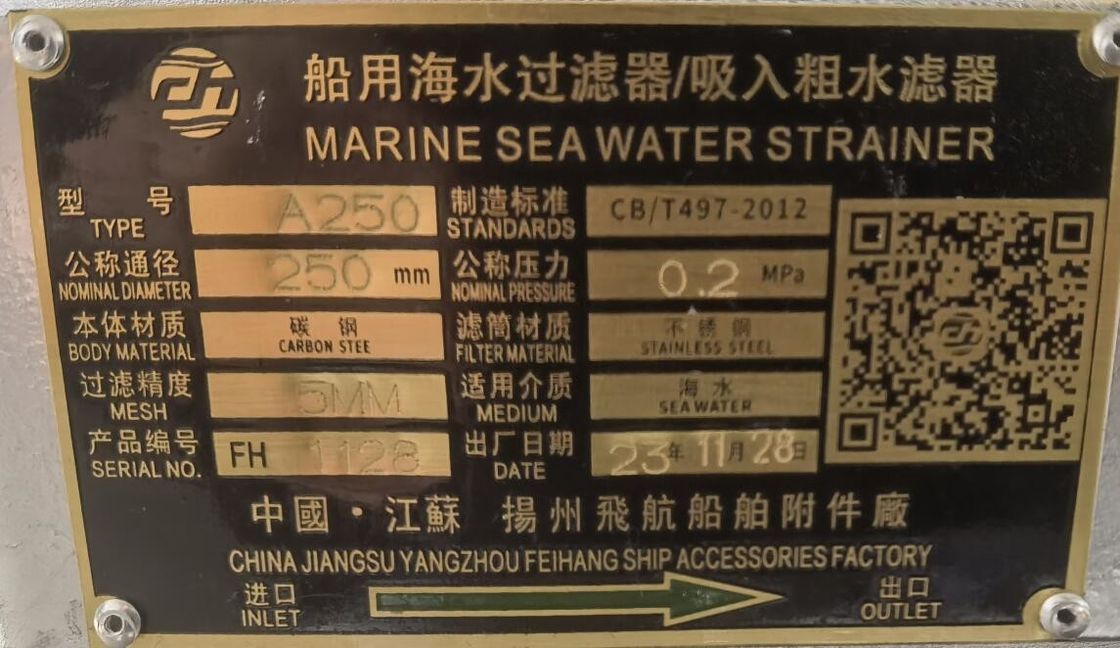 船用海水过滤器/吸入粗水滤器
MARINE SEA WATER STRAINER
型 号 A250 制造标准 CB/T497-2012
TYPE STANDARDS
公称通径 250 mm 公称压力 0.2 MPa
NOMINAL DIAMETER NOMINAL PRESSURE
本体材质 碳 钢 滤筒材质 不 锈 钢
BODY MATERIAL CARBON STEE FILTER MATERIAL STAINLESS STEEL
过滤精度 5MM 适用介质 海 水
MESH MEDIUM SEA WATER
产品编号 FH 1128 出厂日期 23年 11月 28日
SERIAL NO. DATE
中國·江蘇 揚州飛航船舶附件廠
CHINA JIANGSU YANGZHOU FEIHANG SHIP ACCESSORIES FACTORY
进口 出口
INLET OUTLET